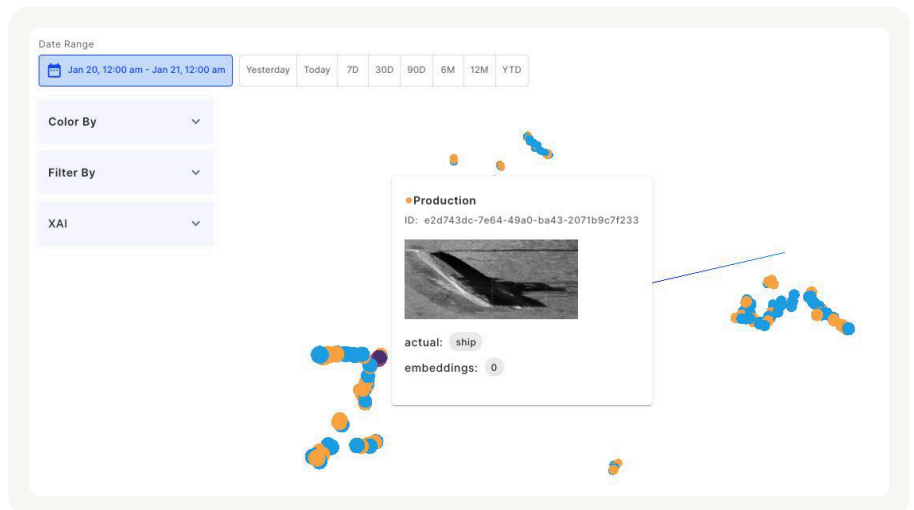 Date Range
Jan 20, 12:00 am - Jan 21, 12:00 am Yesterday Today 7D 30D 90D 6M 12M YTD
Color By
Filter By
XAI
Production
ID: e2d743dc-7e64-49a0-ba43-2071b9c7f233
actual: ship
embeddings: 0